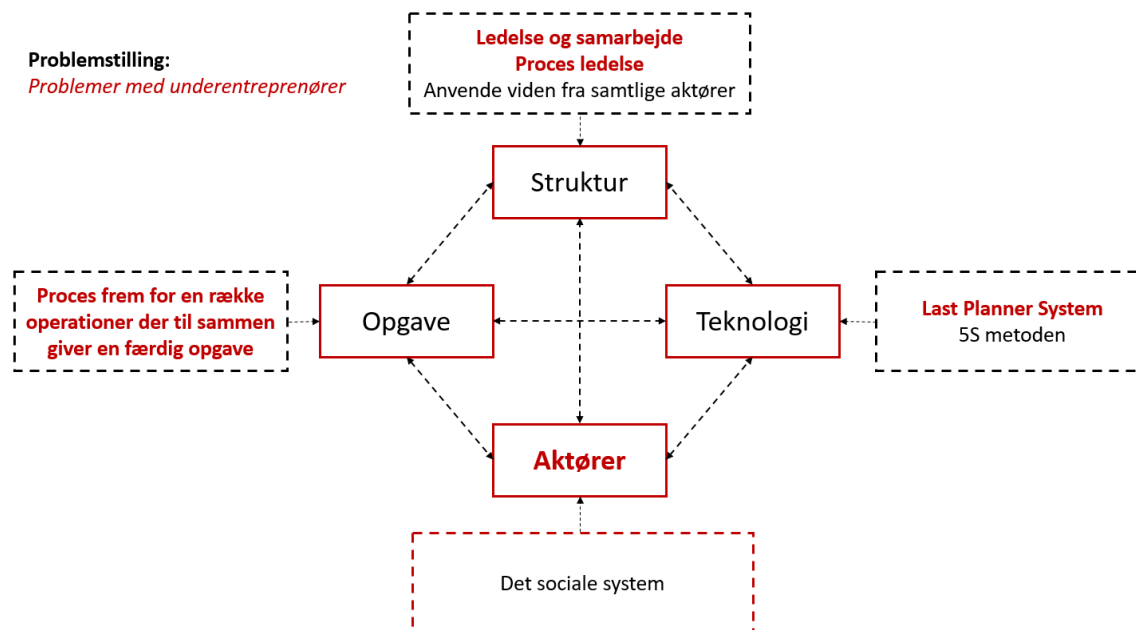 Problemstilling:
Problemer med underentreprenører
Ledelse og samarbejde
Proces ledelse
Anvende viden fra samtlige aktører
Struktur
Proces frem for en række
operationer der til sammen
giver en færdig opgave
Opgave
Teknologi
Last Planner System
5S metoden
Aktører
Det sociale system